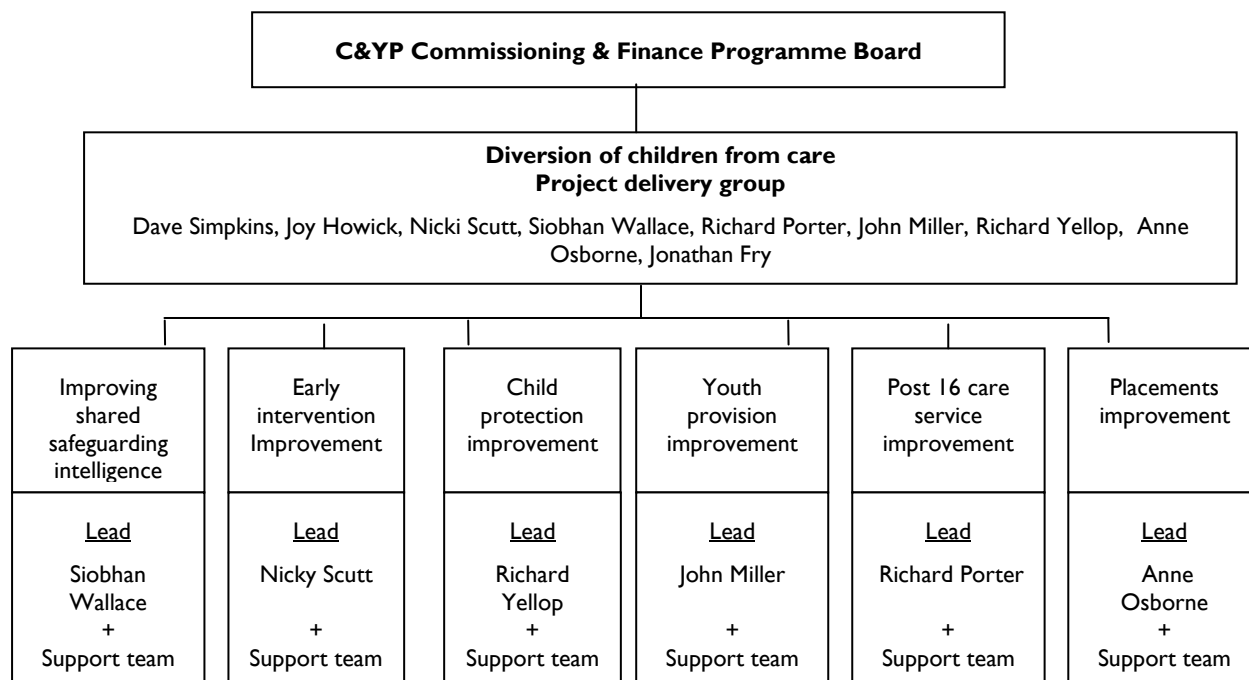 C&YP Commissioning & Finance Programme Board
Diversion of children from care
Project delivery group
Dave Simpkins, Joy Howick, Nicki Scutt, Siobhan Wallace, Richard Porter, John Miller, Richard Yellop, Anne
Osborne, Jonathan Fry
Improving
shared
safeguarding
intelligence
Lead
Siobhan
Wallace
+
Support team
Early
intervention
Improvement
Lead
Nicky Scutt
+
Support team
Child
protection
improvement
Lead
Richard
Yellop
+
Support team
Youth
provision
improvement
Lead
John Miller
+
Support team
Post 16 care
service
improvement
Lead
Richard Porter
+
Support team
Placements
improvement
Lead
Anne
Osborne
+
Support team